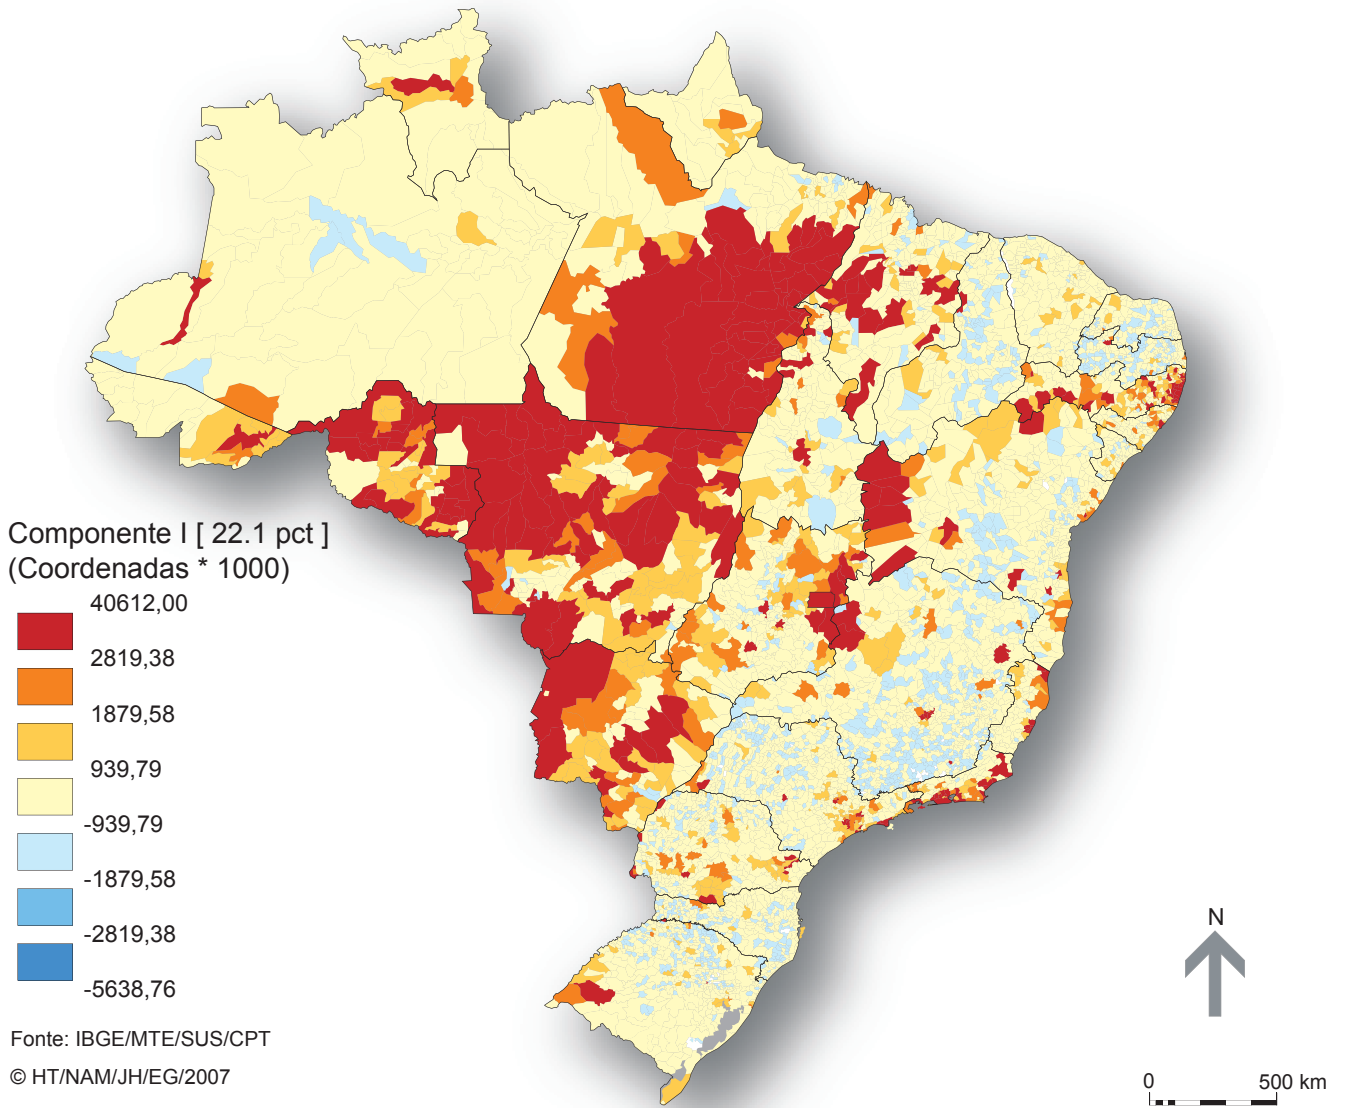 Componente I [ 22.1 pct ]
(Coordenadas * 1000)
40612,00
2819,38
1879,58
939,79
-939,79
-1879,58
-2819,38
-5638,76
Fonte: IBGE/MTE/SUS/CPT
© HT/NAM/JH/EG/2007
N
0 500 km